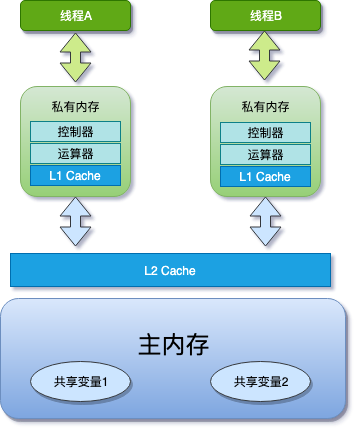 线程A
线程B
私有内存
控制器
运算器
L1 Cache
私有内存
控制器
运算器
L1 Cache
L2 Cache
主内存
共享变量1
共享变量2